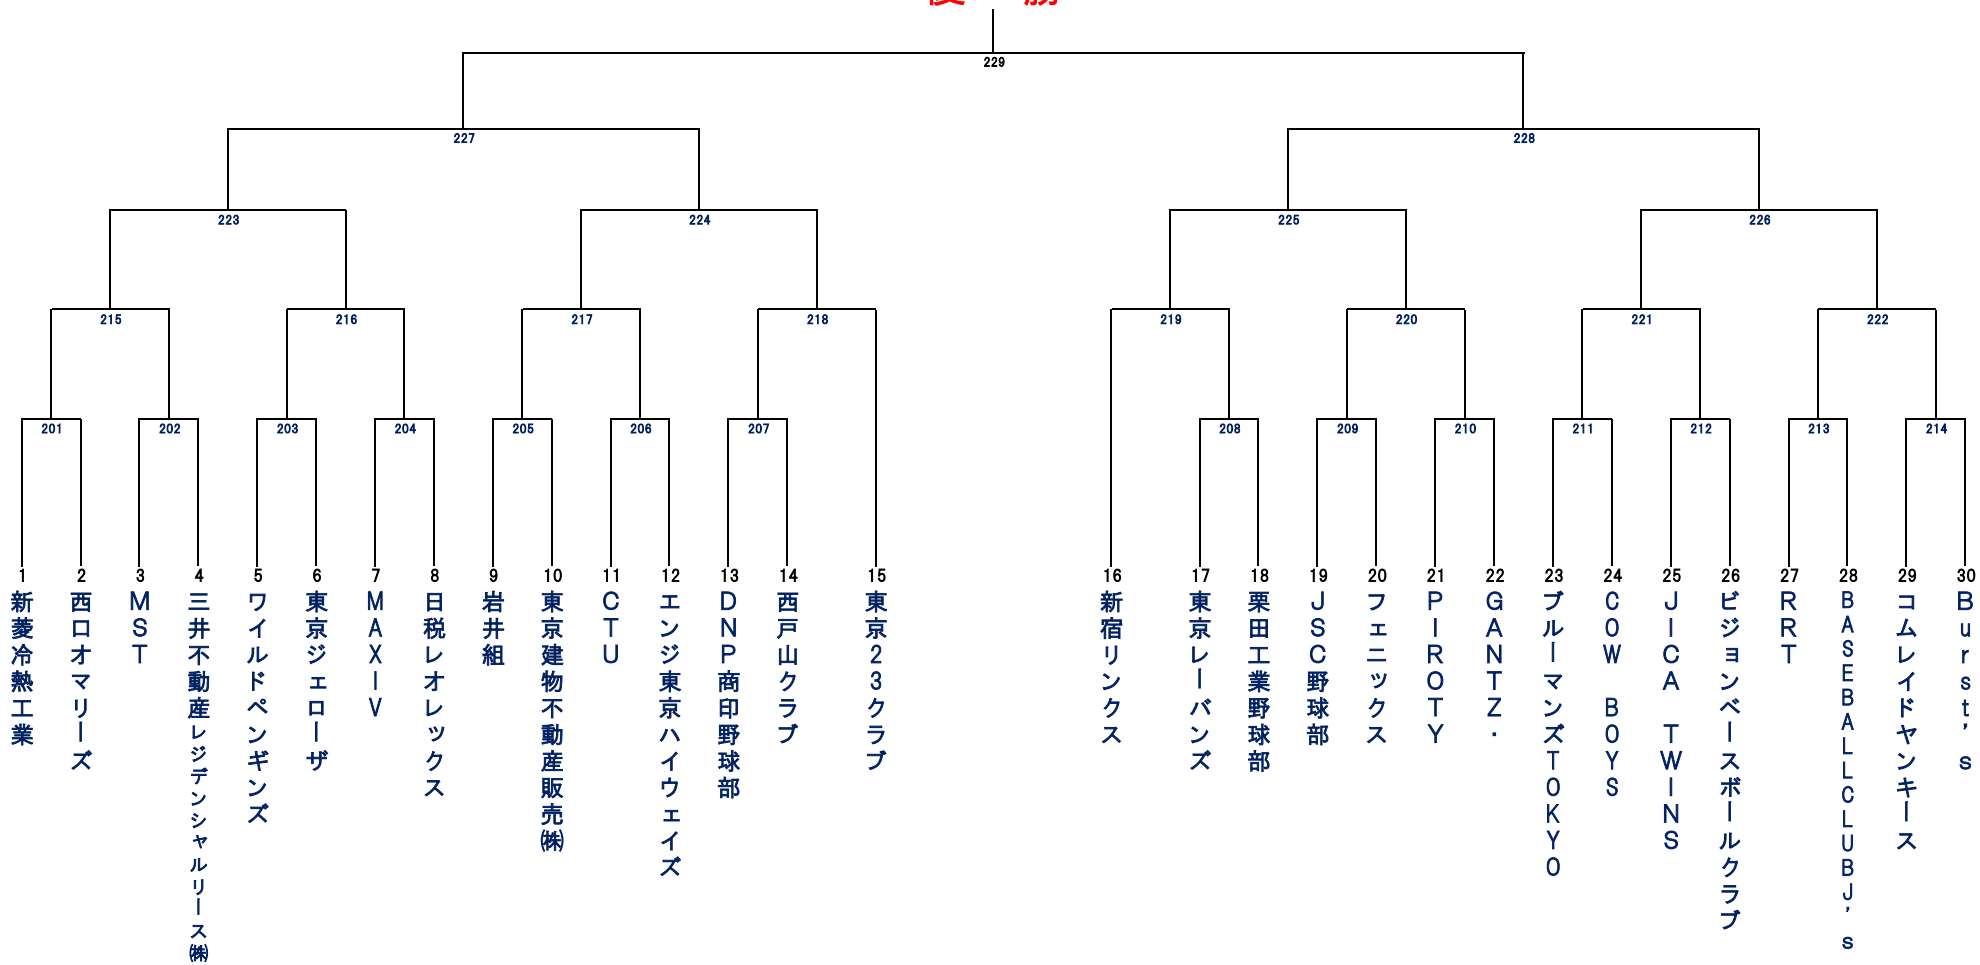 優 勝
229
227
228
223
224
225
226
215
216
217
218
219
220
221
222
201
202
203
204
205
206
207
208
209
210
211
212
213
214
1
新菱冷熱工業
2
西口オマリーズ
3
MST
4
三井不動産レジデンシャルリース㈱
5
ワイルドペンギンズ
6
東京ジェローザ
7
MAXⅠV
8
日税レオレックス
9
岩井組
10
東京建物不動産販売㈱
11
CTU
12
エンジ東京ハイウェイズ
13
DNP商印野球部
14
西戸山クラブ
15
東京23クラブ
16
新宿リンクス
17
東京レーバンズ
18
栗田工業野球部
19
JSC野球部
20
フェニックス
21
PIROTY
22
GANTZ.
23
ブルーマンズTOKYO
24
COW BOYS
25
JICA TWINS
26
ビジョンベースボールクラブ
27
RRT
28
BASEBALLCLUBJ's
29
コムレイドヤンキース
30
Burst's